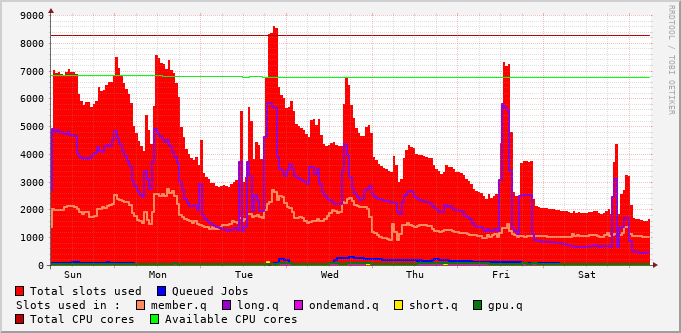 9000
8000
7000
6000
5000
4000
3000
2000
1000
0
Sun Mon Tue Wed Thu Fri Sat
RRDTOOL / TOBI OETIKER
Total slots used Queued Jobs
Slots used in : member.q long.q ondemand.q short.q gpu.q
Total CPU cores Available CPU cores